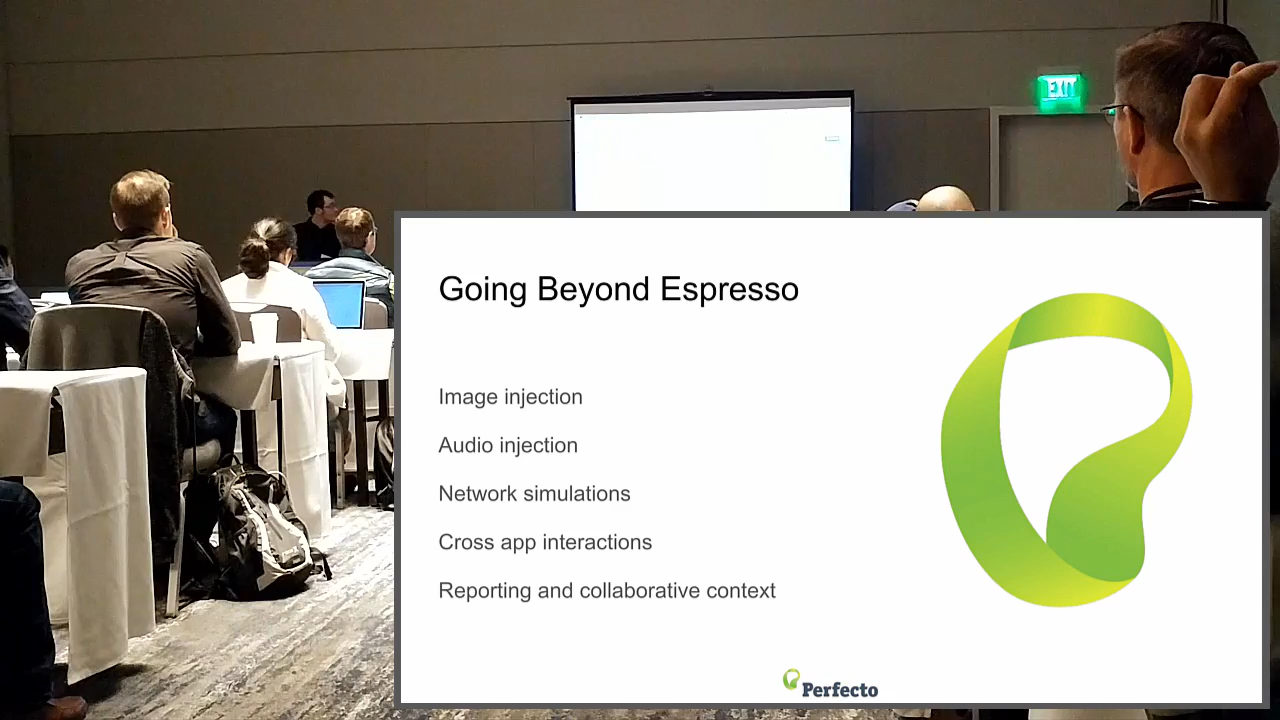 EXIT
Going Beyond Espresso
Image injection
Audio injection
Network simulations
Cross app interactions
Reporting and collaborative context
Perfecto